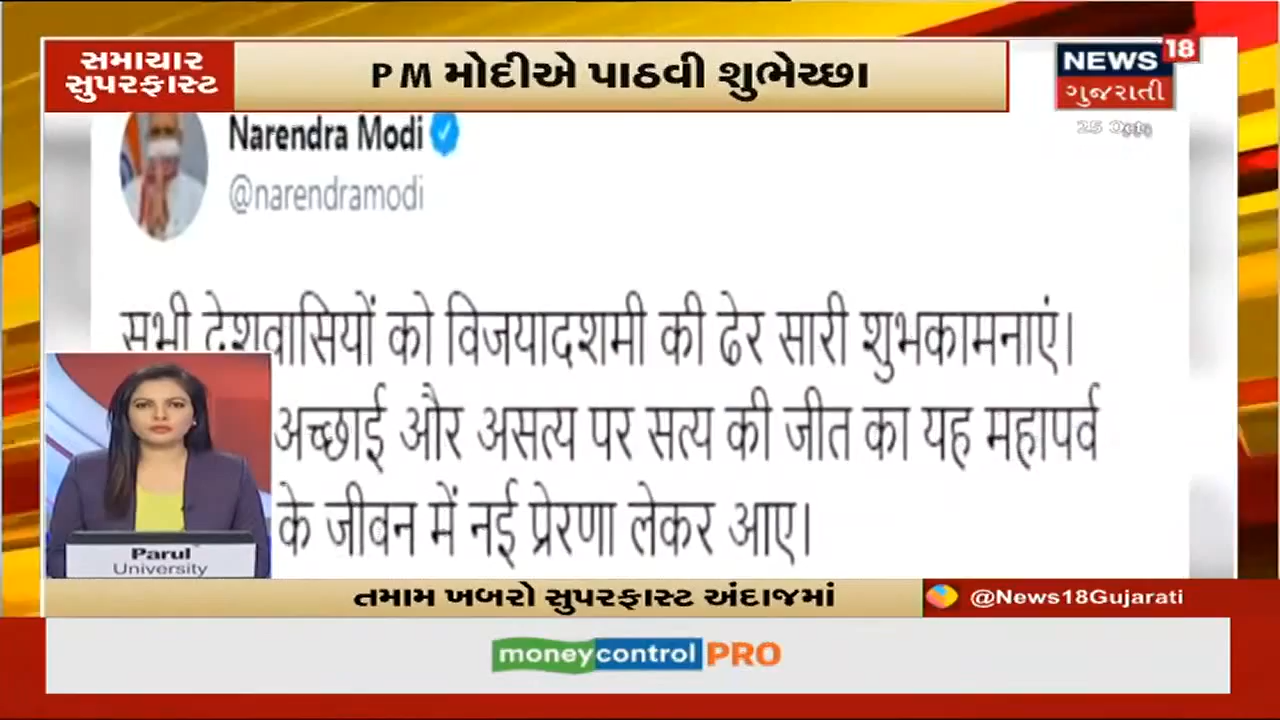 સમાચાર
સુપરફાસ્ટ
PM મોદીએ પાઠવી શુભેચ્છા
NEWS 18
ગુજરાતી
25 Oct
Narendra Modi
@narendramodi
सभी देशवासियों को विजयादशमी की ढेर सारी शुभकामनाएं।
अच्छाई और असत्य पर सत्य की जीत का यह महापर्व
के जीवन में नई प्रेरणा लेकर आए।
Parul
University
તમામ ખબરો સુપરફાસ્ટ અંદાજમાં
@News18Gujarati
moneycontrol PRO